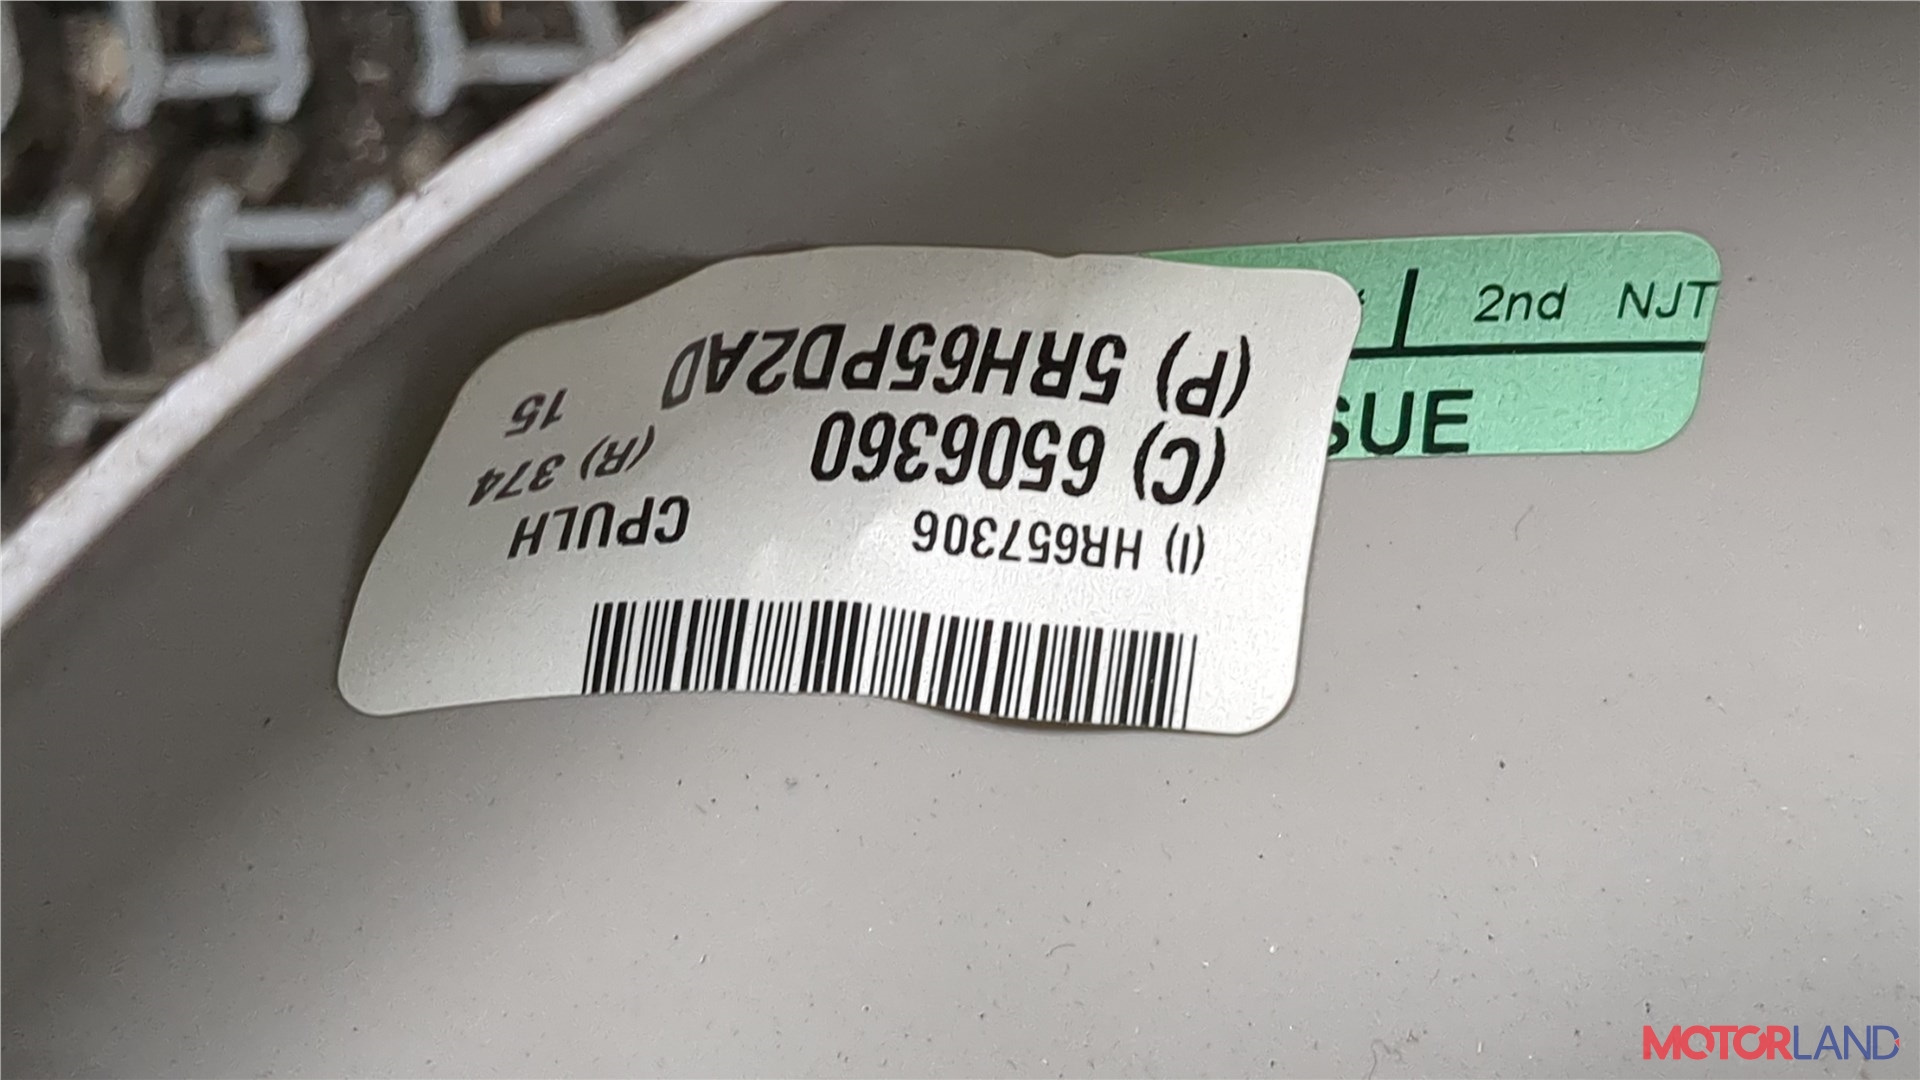 (I) HR657306 CPULH
(C) 6506360 (R) 374
(P) 5RH65PD2AD 15
2nd NJT
SUE
MOTORLAND